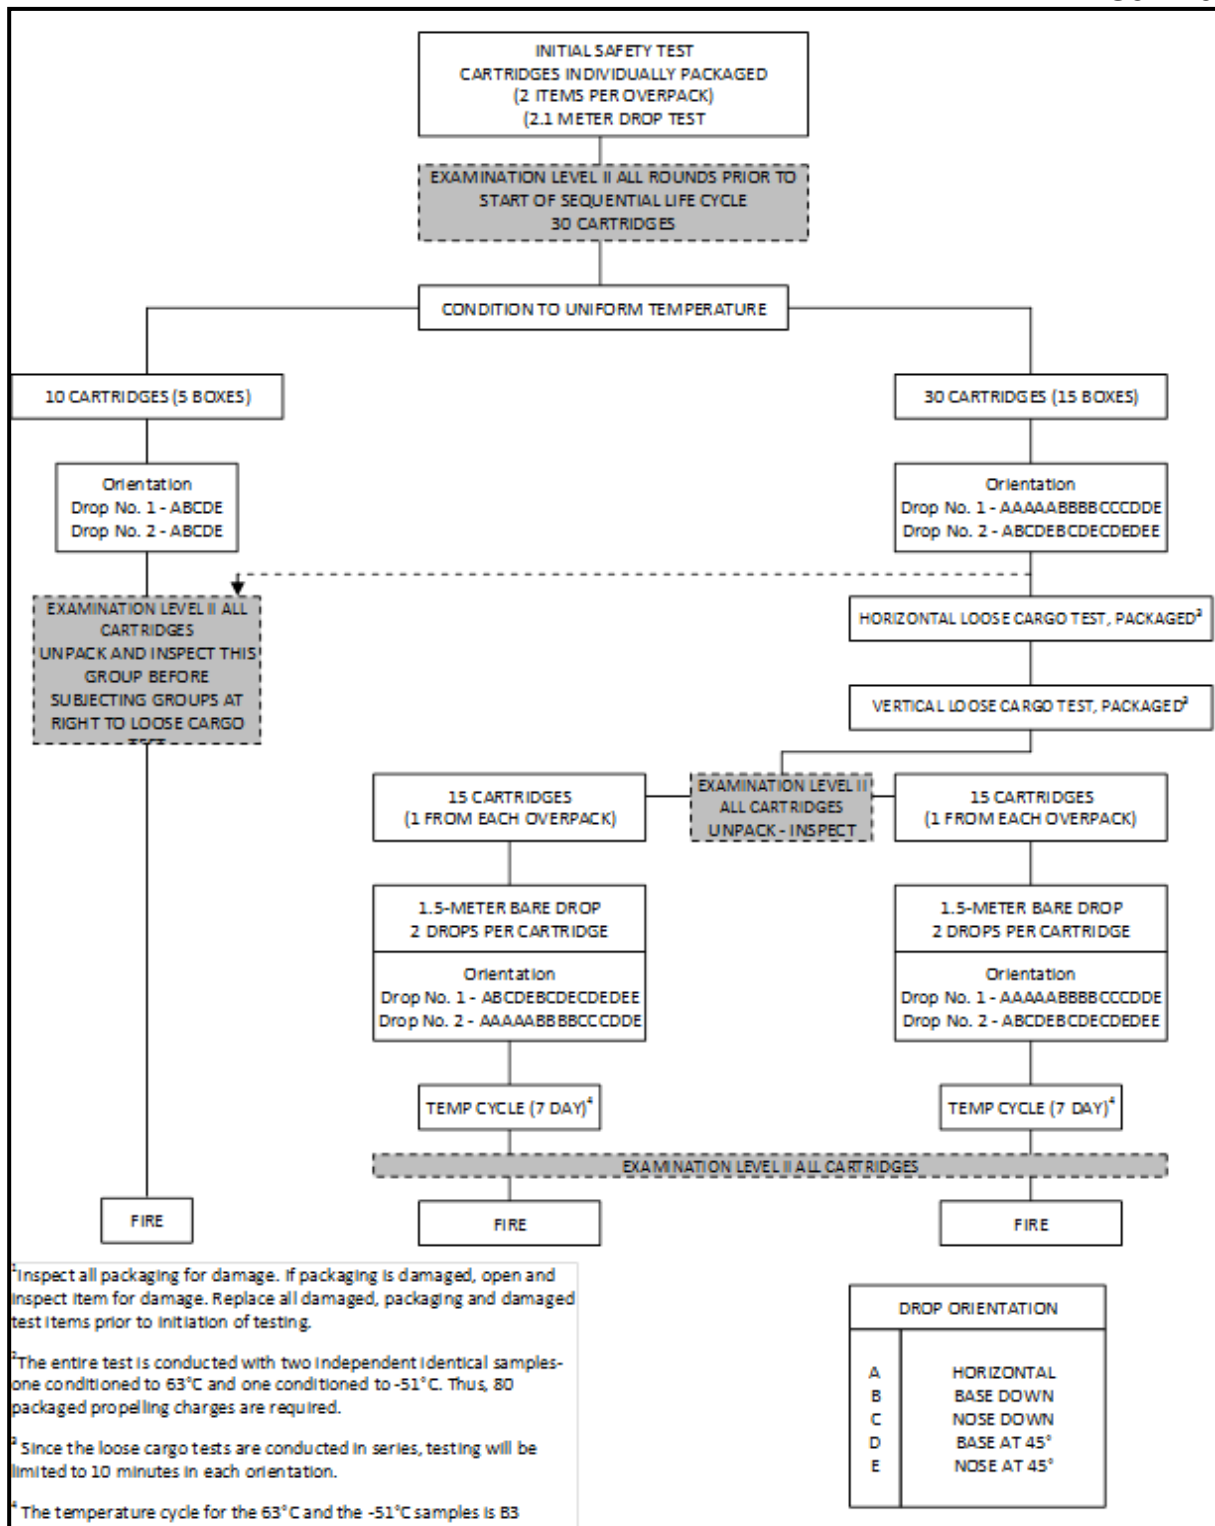 INITIAL SAFETY TEST
CARTRIDGES INDIVIDUALLY PACKAGED
(2 ITEMS PER OVERPACK)
(2.1 METER DROP TEST
EXAMINATION LEVEL II ALL ROUNDS PRIOR TO
START OF SEQUENTIAL LIFE CYCLE
30 CARTRIDGES
CONDITION TO UNIFORM TEMPERATURE
10 CARTRIDGES (5 BOXES)
30 CARTRIDGES (15 BOXES)
Orientation
Drop No. 1 - ABCDE
Drop No. 2 - ABCDE
Orientation
Drop No. 1 - AAAAABBBBCCCDDE
Drop No. 2 - ABCDEBCDECDEDEE
EXAMINATION LEVEL II ALL
CARTRIDGES
UNPACK AND INSPECT THIS
GROUP BEFORE
SUBJECTING GROUPS AT
RIGHT TO LOOSE CARGO
TEST
HORIZONTAL LOOSE CARGO TEST, PACKAGED³
VERTICAL LOOSE CARGO TEST, PACKAGED³
15 CARTRIDGES
(1 FROM EACH OVERPACK)
EXAMINATION LEVEL II
ALL CARTRIDGES
UNPACK - INSPECT
15 CARTRIDGES
(1 FROM EACH OVERPACK)
1.5-METER BARE DROP
2 DROPS PER CARTRIDGE
Orientation
Drop No. 1 - ABCDEBCDECDEDEE
Drop No. 2 - AAAAABBBBCCCDDE
1.5-METER BARE DROP
2 DROPS PER CARTRIDGE
Orientation
Drop No. 1 - AAAAABBBBCCCDDE
Drop No. 2 - ABCDEBCDECDEDEE
TEMP CYCLE (7 DAY)⁴
TEMP CYCLE (7 DAY)⁴
EXAMINATION LEVEL II ALL CARTRIDGES
FIRE
FIRE
FIRE
¹Inspect all packaging for damage. If packaging is damaged, open and
inspect item for damage. Replace all damaged, packaging and damaged
test items prior to initiation of testing.
²The entire test is conducted with two independent identical samples-
one conditioned to 63°C and one conditioned to -51°C. Thus, 80
packaged propelling charges are required.
³ Since the loose cargo tests are conducted in series, testing will be
limited to 10 minutes in each orientation.
⁴ The temperature cycle for the 63°C and the -51°C samples is B3
DROP ORIENTATION
A HORIZONTAL
B BASE DOWN
C NOSE DOWN
D BASE AT 45°
E NOSE AT 45°